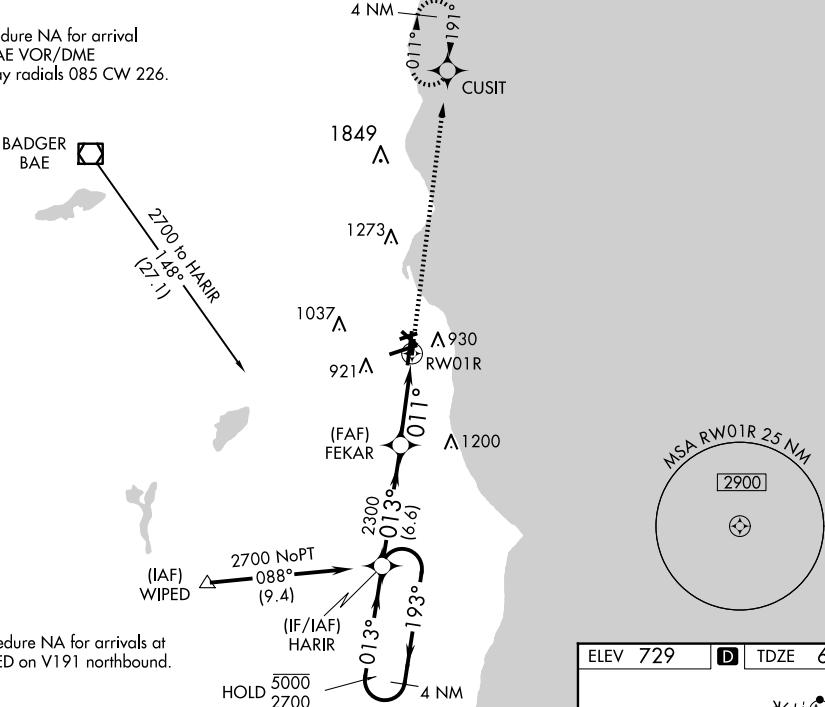 4 NM
191°
011°
CUSIT
dure NA for arrival
AE VOR/DME
y radials 085 CW 226.
BADGER
BAE
1849
2700 to HARIR
148°
(27.1)
1273
1037
930
921
RW01R
011°
(FAF)
FEKAR
1200
MSA RW01R 25 NM
2900
2300
013°
(6.6)
2700 NoPT
088°
(9.4)
(IAF)
WIPED
(IF/IAF)
HARIR
013°
193°
edure NA for arrivals at
ED on V191 northbound.
HOLD 5000
2700
4 NM
ELEV 729 D TDZE 6